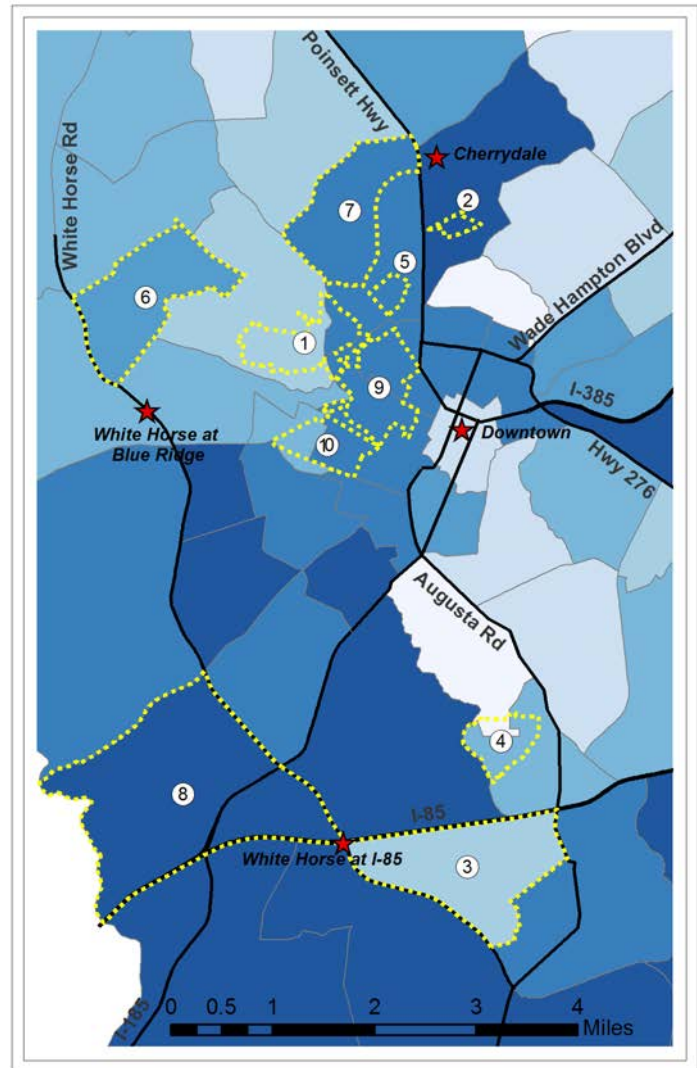 Poinsett Hwy
White Horse Rd
Cherrydale
7
2
Wade Hampton Blvd
5
6
1
9
I-385
White Horse at
Blue Ridge
10
Downtown
Hwy 276
Augusta Rd
4
8
I-85
White Horse at I-85
3
I-185
0 0.5 1 2 3 4
Miles